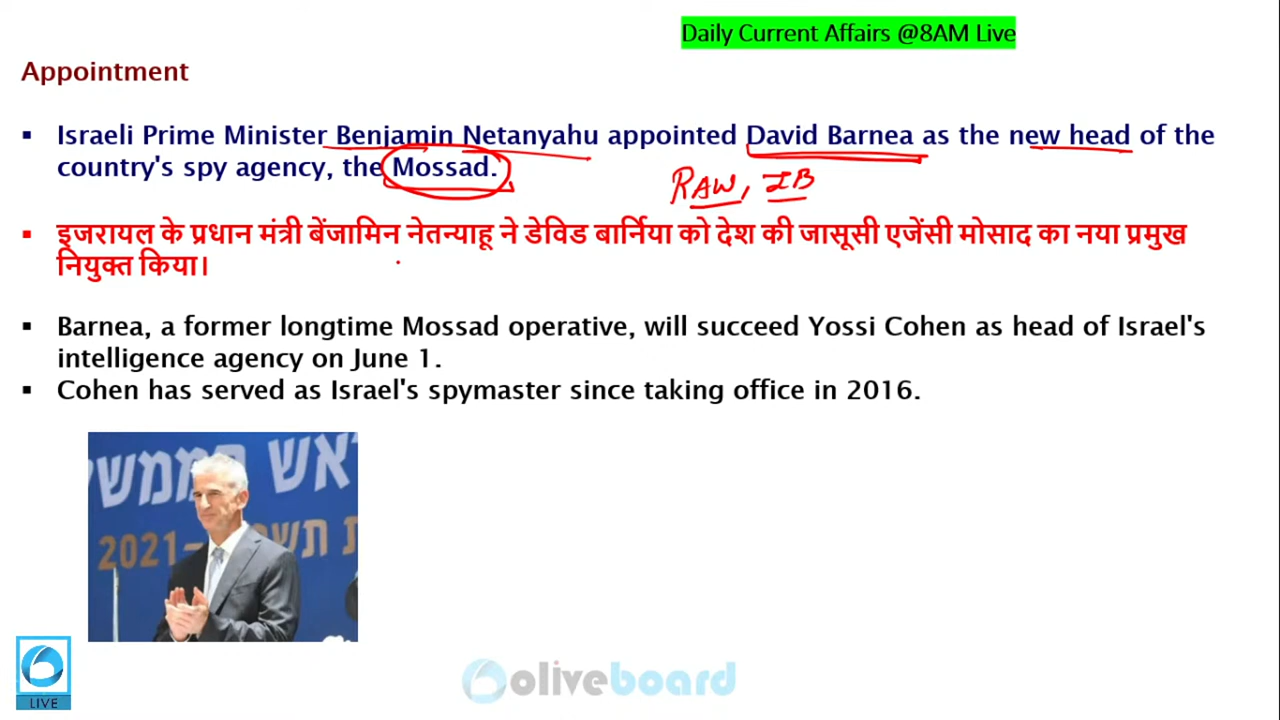 Daily Current Affairs @8AM Live
Appointment
▪ Israeli Prime Minister Benjamin Netanyahu appointed David Barnea as the new head of the
country's spy agency, the Mossad.
RAW, IB
▪ इजरायल के प्रधान मंत्री बेंजामिन नेतन्याहू ने डेविड बार्निया को देश की जासूसी एजेंसी मोसाद का नया प्रमुख
नियुक्त किया।
▪ Barnea, a former longtime Mossad operative, will succeed Yossi Cohen as head of Israel's
intelligence agency on June 1.
▪ Cohen has served as Israel's spymaster since taking office in 2016.
ראש הממשל
2021
LIVE
oliveboard